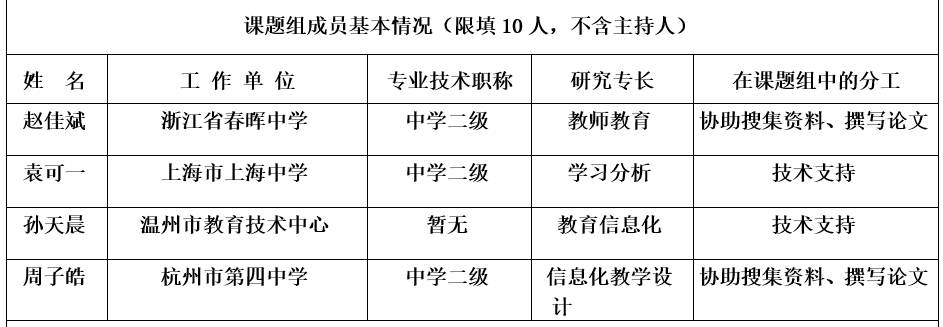 课题组成员基本情况（限填 10 人，不含主持人）
姓 名 工 作 单 位 专业技术职称 研究专长 在课题组中的分工
赵佳斌 浙江省春晖中学 中学二级 教师教育 协助搜集资料、撰写论文
袁可一 上海市上海中学 中学二级 学习分析 技术支持
孙天晨 温州市教育技术中心 暂无 教育信息化 技术支持
周子皓 杭州市第四中学 中学二级 信息化教学设 协助搜集资料、撰写论文
计